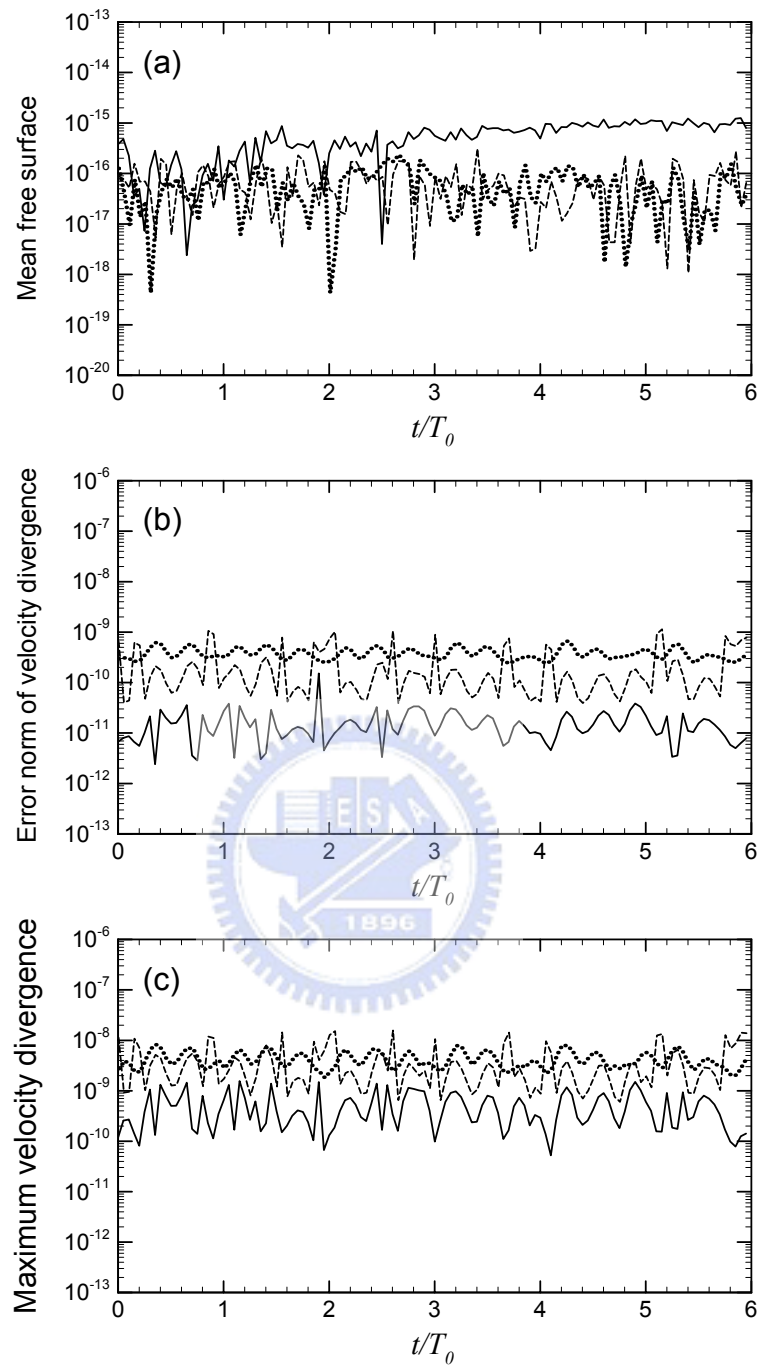 (a)
Mean free surface
10^-13
10^-14
10^-15
10^-16
10^-17
10^-18
10^-19
10^-20
0 1 2 3 4 5 6
t/T_0
(b)
Error norm of velocity divergence
10^-6
10^-7
10^-8
10^-9
10^-10
10^-11
10^-12
10^-13
0 1 2 3 4 5 6
t/T_0
E S A
1896
(c)
Maximum velocity divergence
10^-6
10^-7
10^-8
10^-9
10^-10
10^-11
10^-12
10^-13
0 1 2 3 4 5 6
t/T_0